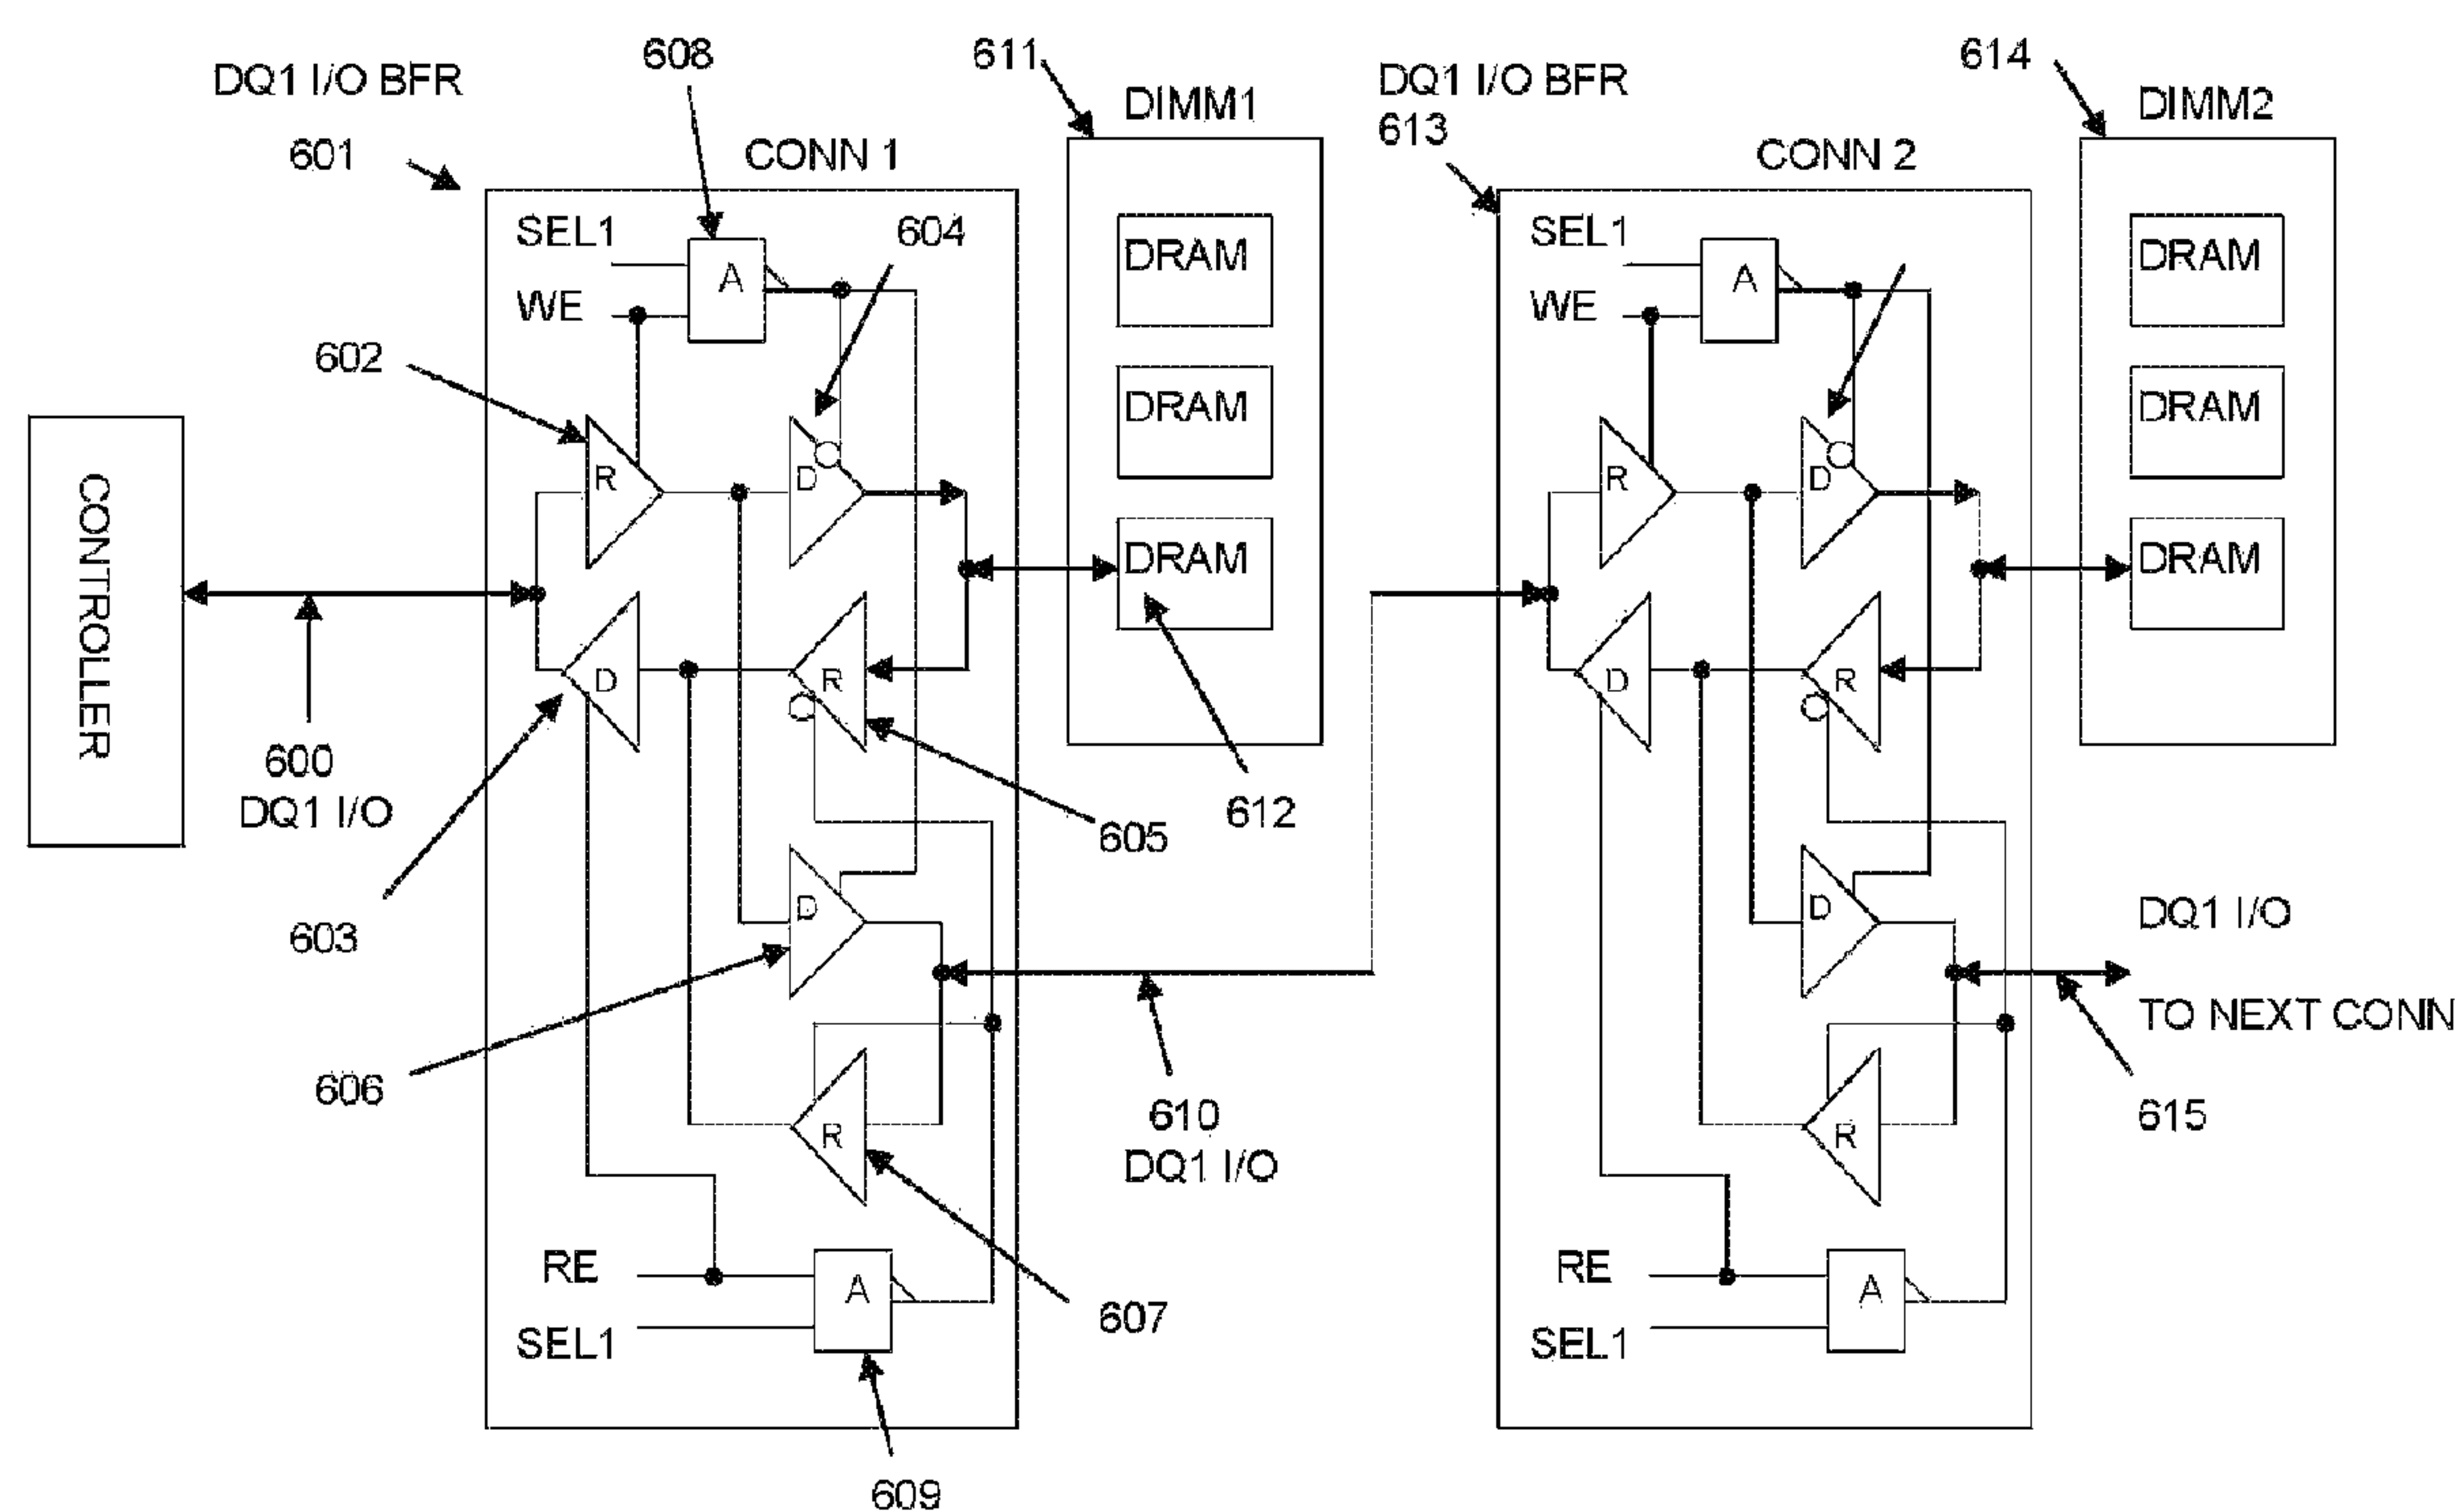 608
611
614
DQ1 I/O BFR
601
DIMM1
DQ1 I/O BFR
613
DIMM2
CONN 1
CONN 2
SEL1
WE
A
604
DRAM
DRAM
DRAM
SEL1
WE
A
DRAM
DRAM
DRAM
602
R
D
R
D
CONTROLLER
600
DQ1 I/O
D
R
605
612
D
R
603
D
606
D
DQ1 I/O
TO NEXT CONN
615
610
DQ1 I/O
R
607
R
RE
SEL1
A
609
RE
SEL1
A